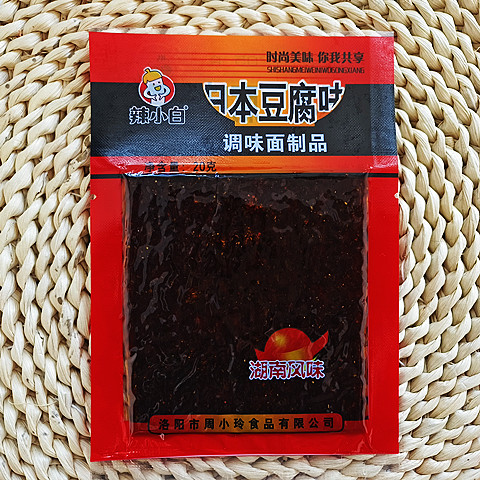 时尚美味 你我共享
SHISHANGMEIWEINIWOGONGXIANG
辣小白
日本豆腐味
调味面制品
净含量：20克
湖南风味
洛阳市周小玲食品有限公司